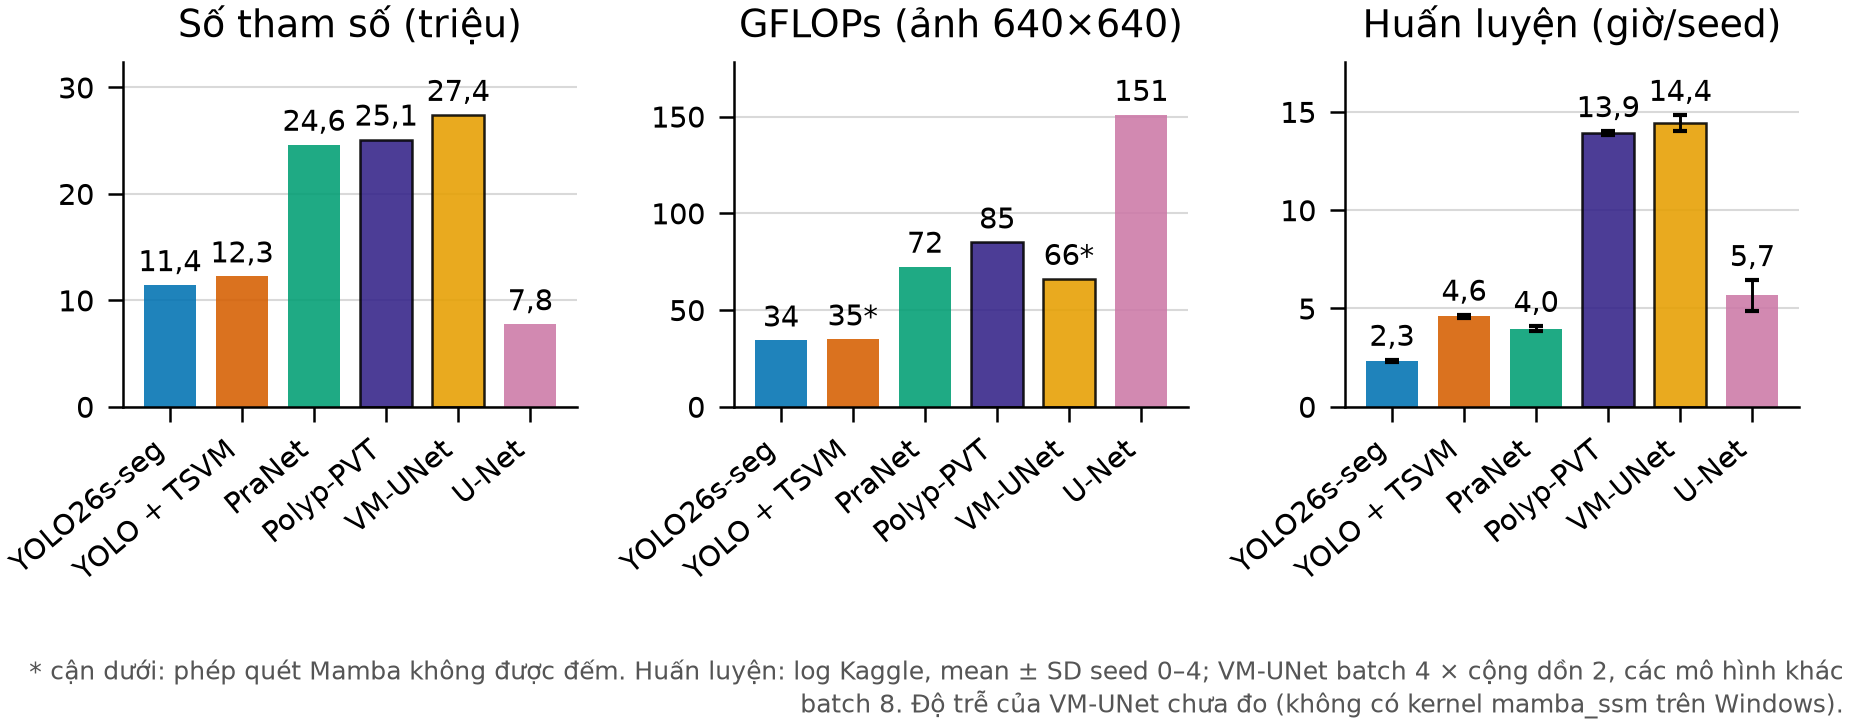 Số tham số (triệu)
30
20
10
0
11,4
12,3
24,6
25,1
27,4
7,8
YOLO26s-seg
YOLO + TSVM
PraNet
Polyp-PVT
VM-UNet
U-Net
GFLOPs (ảnh 640×640)
150
100
50
0
34
35*
72
85
66*
151
YOLO26s-seg
YOLO + TSVM
PraNet
Polyp-PVT
VM-UNet
U-Net
Huấn luyện (giờ/seed)
15
10
5
0
2,3
4,6
4,0
13,9
14,4
5,7
YOLO26s-seg
YOLO + TSVM
PraNet
Polyp-PVT
VM-UNet
U-Net
* cận dưới: phép quét Mamba không được đếm. Huấn luyện: log Kaggle, mean ± SD seed 0–4; VM-UNet batch 4 × cộng dồn 2, các mô hình khác
batch 8. Độ trễ của VM-UNet chưa đo (không có kernel mamba_ssm trên Windows).